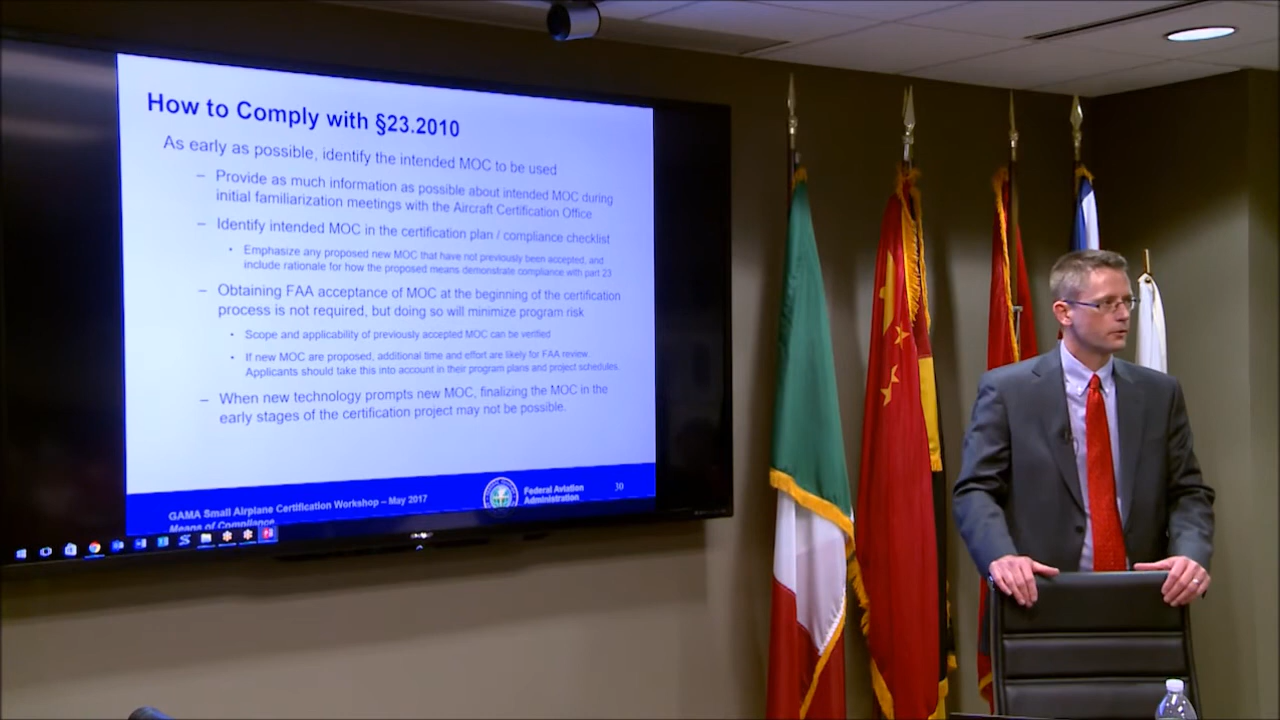 How to Comply with §23.2010
As early as possible, identify the intended MOC to be used
– Provide as much information as possible about intended MOC during
initial familiarization meetings with the Aircraft Certification Office
– Identify intended MOC in the certification plan / compliance checklist
• Emphasize any proposed new MOC that have not previously been accepted, and
include rationale for how the proposed means demonstrate compliance with part 23
– Obtaining FAA acceptance of MOC at the beginning of the certification
process is not required, but doing so will minimize program risk
• Scope and applicability of previously accepted MOC can be verified
• If new MOC are proposed, additional time and effort are likely for FAA review.
Applicants should take this into account in their program plans and project schedules.
– When new technology prompts new MOC, finalizing the MOC in the
early stages of the certification project may not be possible.
GAMA Small Airplane Certification Workshop – May 2017
Means of Compliance
Federal Aviation
Administration
30